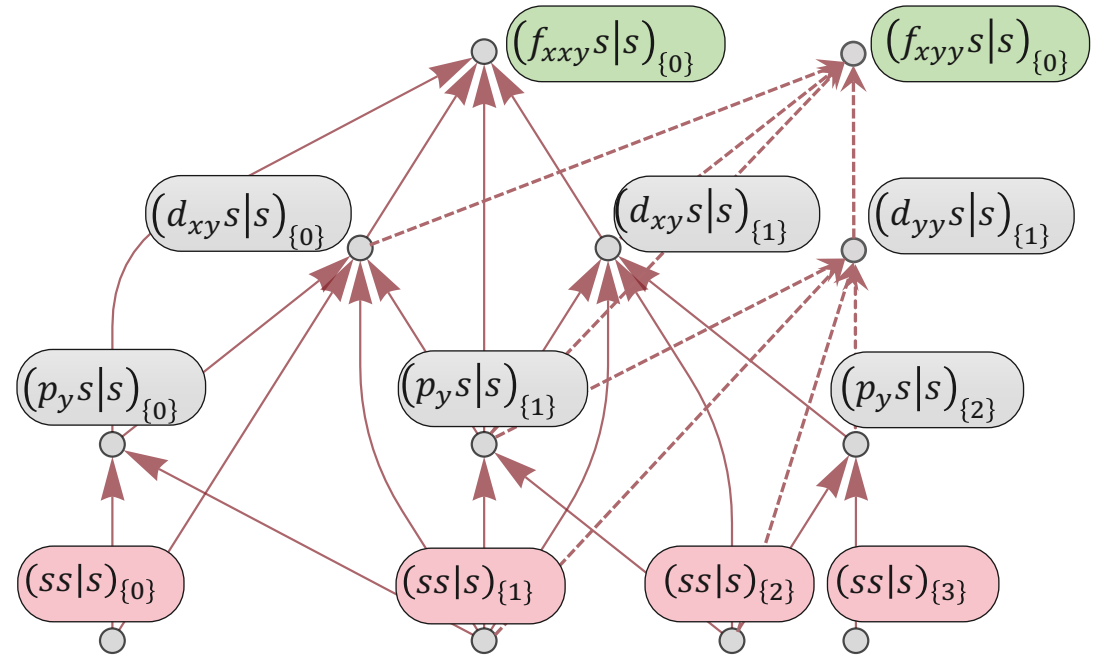 (f_{xxy}s|s)_{\{0\}} (f_{xyy}s|s)_{\{0\}}
(d_{xy}s|s)_{\{0\}} (d_{xy}s|s)_{\{1\}} (d_{yy}s|s)_{\{1\}}
(p_{y}s|s)_{\{0\}} (p_{y}s|s)_{\{1\}} (p_{y}s|s)_{\{2\}}
(ss|s)_{\{0\}} (ss|s)_{\{1\}} (ss|s)_{\{2\}} (ss|s)_{\{3\}}